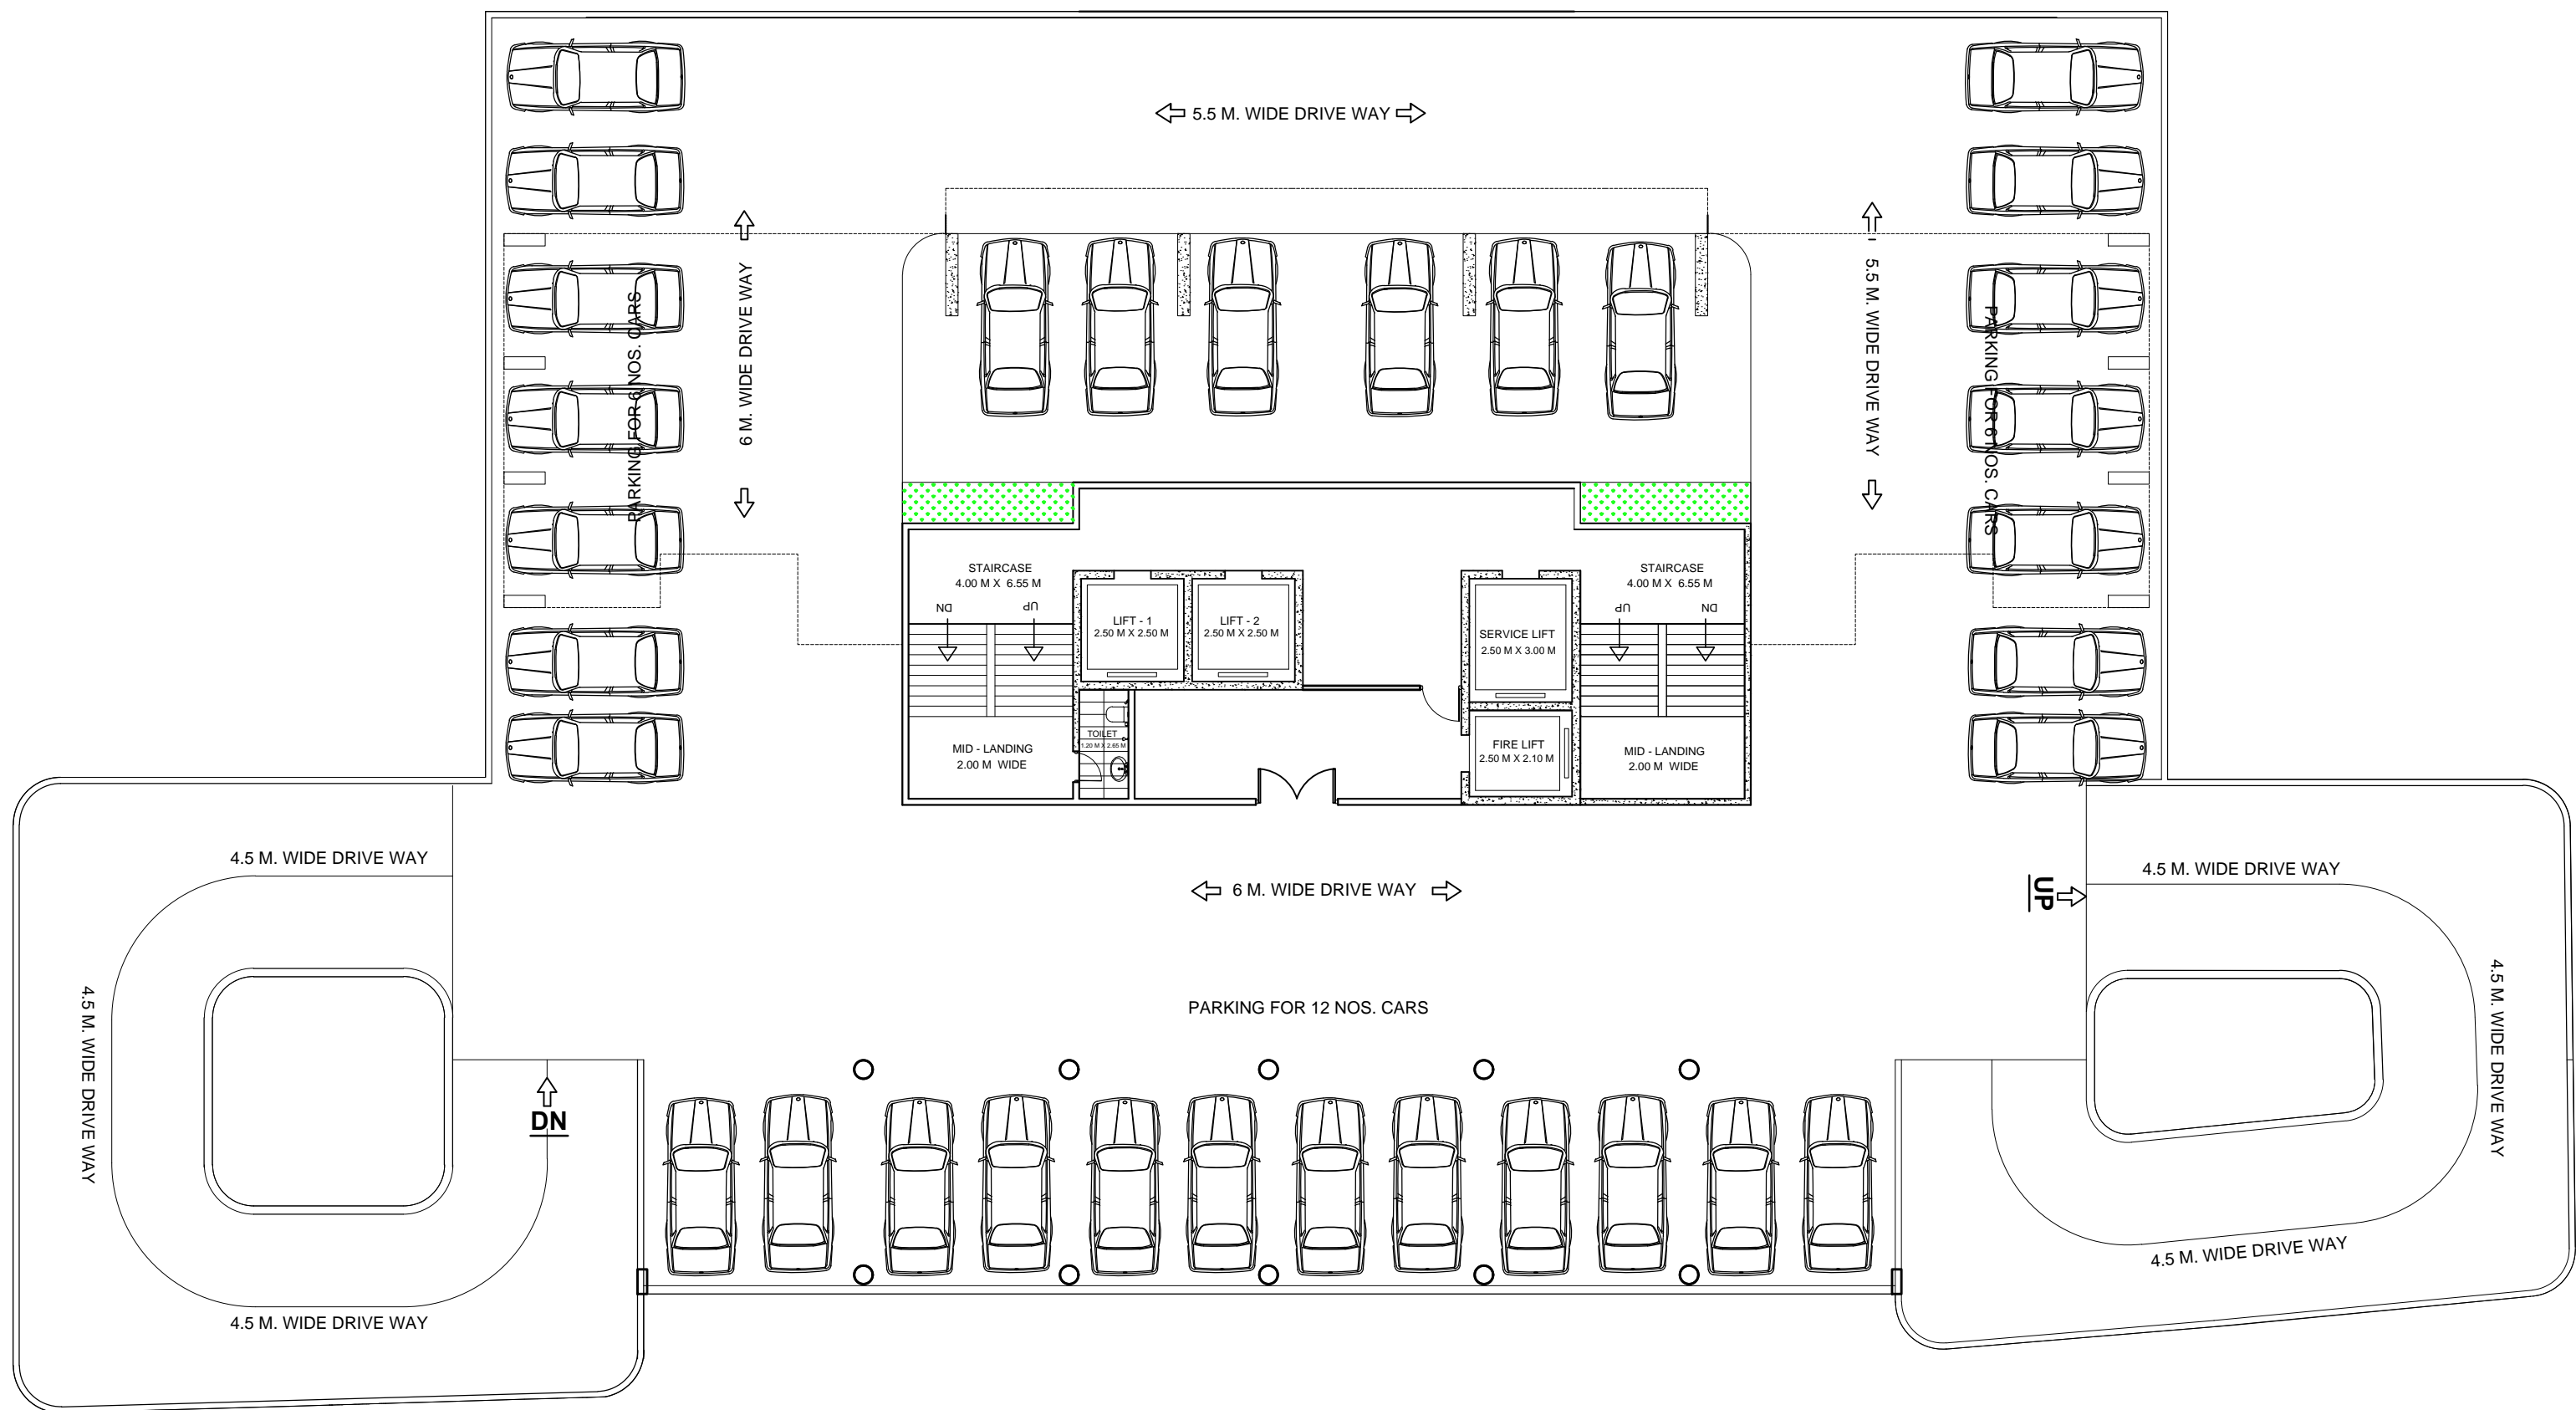 5.5 M. WIDE DRIVE WAY
6 M. WIDE DRIVE WAY
PARKING FOR 6 NOS. CARS
5.5 M. WIDE DRIVE WAY
PARKING FOR 6 NOS. CARS
STAIRCASE
4.00 M X 6.55 M
DN
UP
LIFT - 1
2.50 M X 2.50 M
LIFT - 2
2.50 M X 2.50 M
SERVICE LIFT
2.50 M X 3.00 M
STAIRCASE
4.00 M X 6.55 M
UP
DN
TOILET
1.20 M X 2.65 M
MID - LANDING
2.00 M WIDE
FIRE LIFT
2.50 M X 2.10 M
MID - LANDING
2.00 M WIDE
4.5 M. WIDE DRIVE WAY
6 M. WIDE DRIVE WAY
UP
4.5 M. WIDE DRIVE WAY
4.5 M. WIDE DRIVE WAY
PARKING FOR 12 NOS. CARS
4.5 M. WIDE DRIVE WAY
DN
4.5 M. WIDE DRIVE WAY
4.5 M. WIDE DRIVE WAY